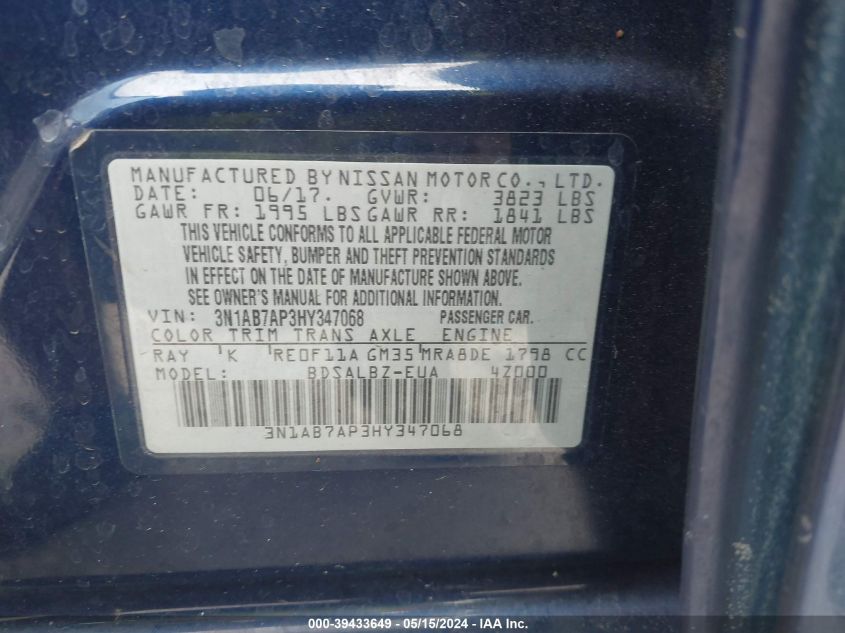 MANUFACTURED BY NISSAN MOTOR CO., LTD.
DATE: 06/17. GVWR: 3823 LBS
GAWR FR: 1995 LBS GAWR RR: 1841 LBS
THIS VEHICLE CONFORMS TO ALL APPLICABLE FEDERAL MOTOR
VEHICLE SAFETY, BUMPER AND THEFT PREVENTION STANDARDS
IN EFFECT ON THE DATE OF MANUFACTURE SHOWN ABOVE.
SEE OWNER'S MANUAL FOR ADDITIONAL INFORMATION.
VIN: 3N1AB7AP3HY347068 PASSENGER CAR.
COLOR TRIM TRANS AXLE ENGINE
RAY K RE0F11A GM35 MRA8DE 1798 CC
MODEL: BDSALBZ-EUA 4Z000
3N1AB7AP3HY347068
000-39433649 - 05/15/2024 - IAA Inc.